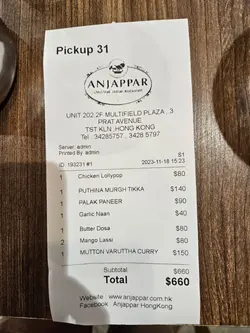 Pickup 31
ANJAPPAR
UNIT 202.2F MULTIFIELD PLAZA ,.3
PRAT AVENUE
TST KLN ,HONG KONG
Tel : 34285757., 3428 5797
Server: admin
Printed By: admin
S1
ID: 193231 #1 2023-11-18 15:23
1 Chicken Lollypop $80
1 PUTHINA MURGH TIKKA $140
1 PALAK PANEER $90
1 Garlic Naan $40
1 Butter Dosa $80
2 Mango Lassi $80
1 MUTTON VARUTTHA CURRY $150
Subtotal $660
Total $660
Website : www.anjappar.com.hk
Facebook : Anjappar HongKong.